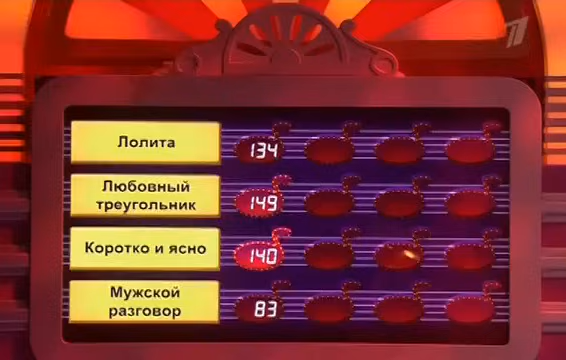 Лолита
134
Любовный
треугольник
149
Коротко и ясно
140
Мужской
разговор
83